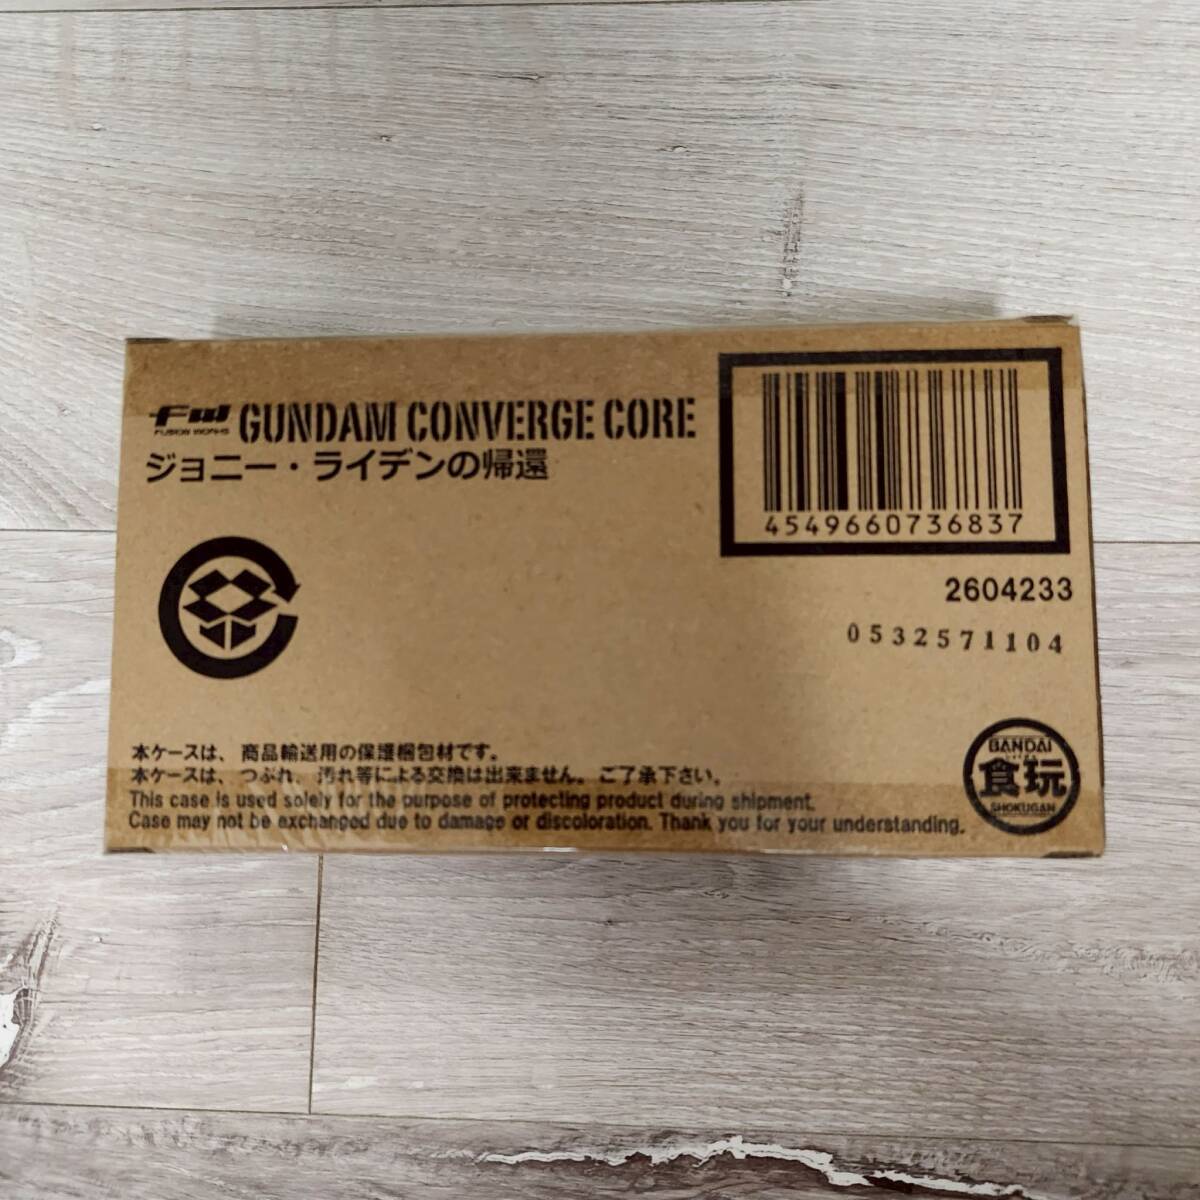 FW GUNDAM CONVERGE CORE
FUSION WORKS
ジョニー・ライデンの帰還
4549660736837
2604233
0532571104
本ケースは、商品輸送用の保護梱包材です。
本ケースは、つぶれ、汚れ等による交換は出来ません。ご了承下さい。
This case is used solely for the purpose of protecting product during shipment.
Case may not be exchanged due to damage or discoloration. Thank you for your understanding.
BANDAI
食玩
SHOKUGAN